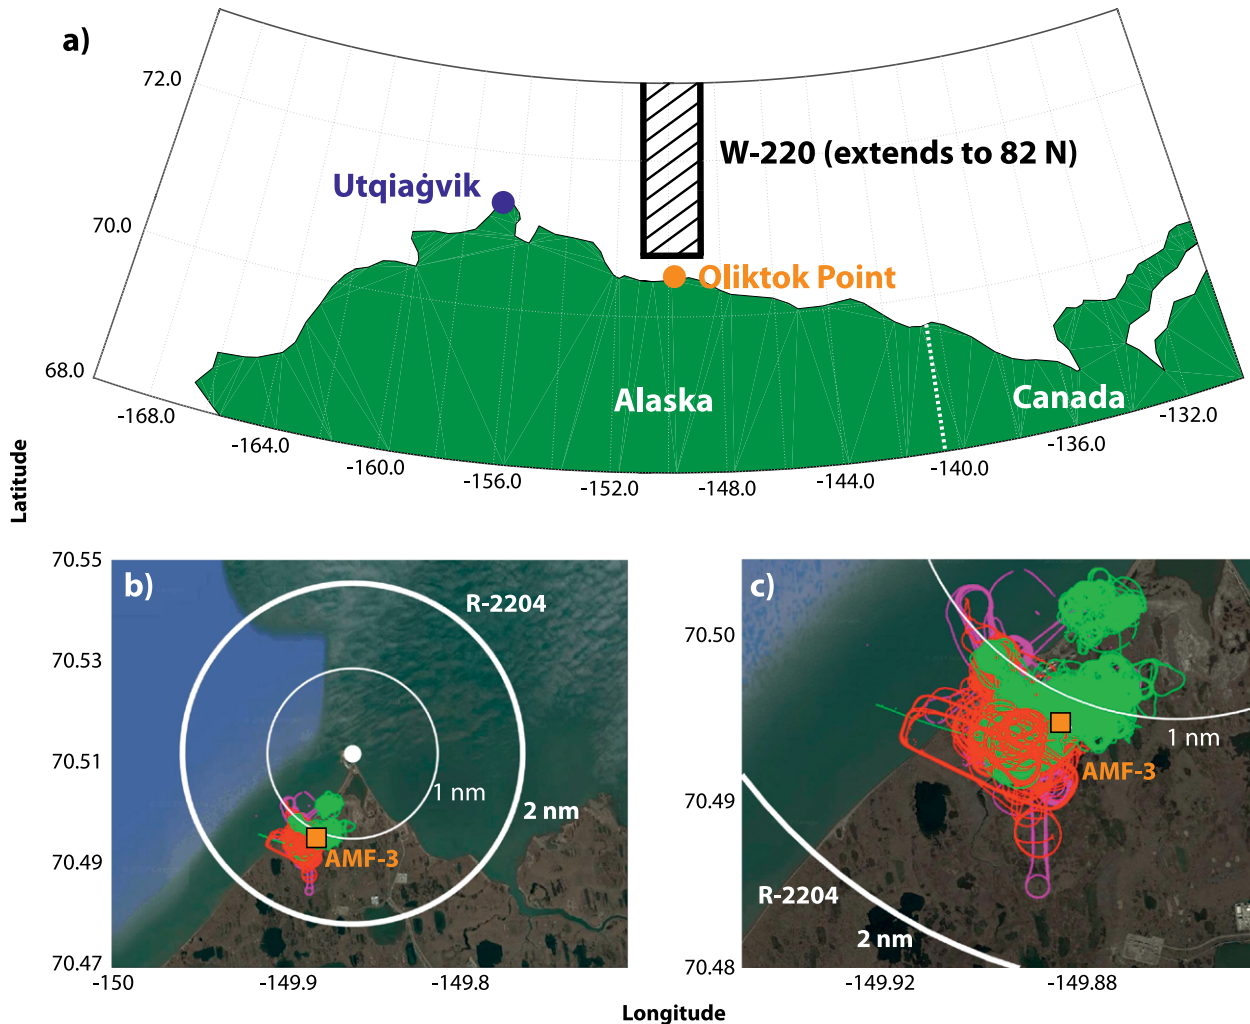 a)
72.0
70.0
68.0
Utqiaġvik
W-220 (extends to 82 N)
Oliktok Point
Alaska
Canada
-168.0
-164.0
-160.0
-156.0
-152.0
-148.0
-144.0
-140.0
-136.0
-132.0
Latitude
b)
70.55
70.53
70.51
70.49
70.47
R-2204
1 nm
2 nm
AMF-3
-150
-149.9
-149.8
c)
70.50
70.49
70.48
1 nm
AMF-3
R-2204
2 nm
-149.92
-149.88
Longitude